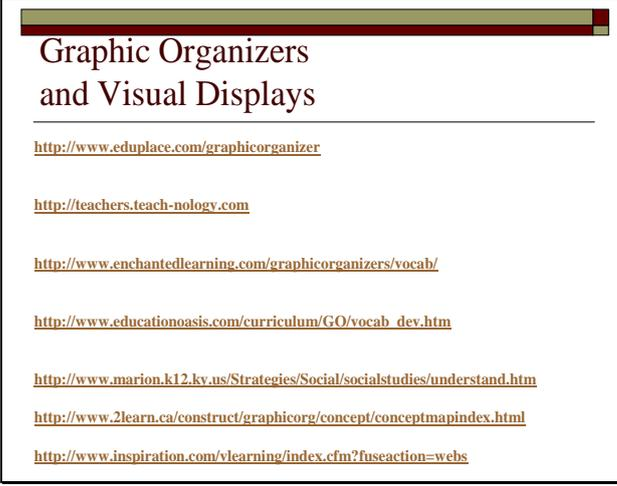 Graphic Organizers
and Visual Displays
http://www.eduplace.com/graphicorganizer
http://teachers.teach-nology.com
http://www.enchantedlearning.com/graphicorganizers/vocab/
http://www.educationoasis.com/curriculum/GO/vocab_dev.htm
http://www.marion.k12.ky.us/Strategies/Social/socialstudies/understand.htm
http://www.2learn.ca/construct/graphicorg/concept/conceptmapindex.html
http://www.inspiration.com/vlearning/index.cfm?fuseaction=webs